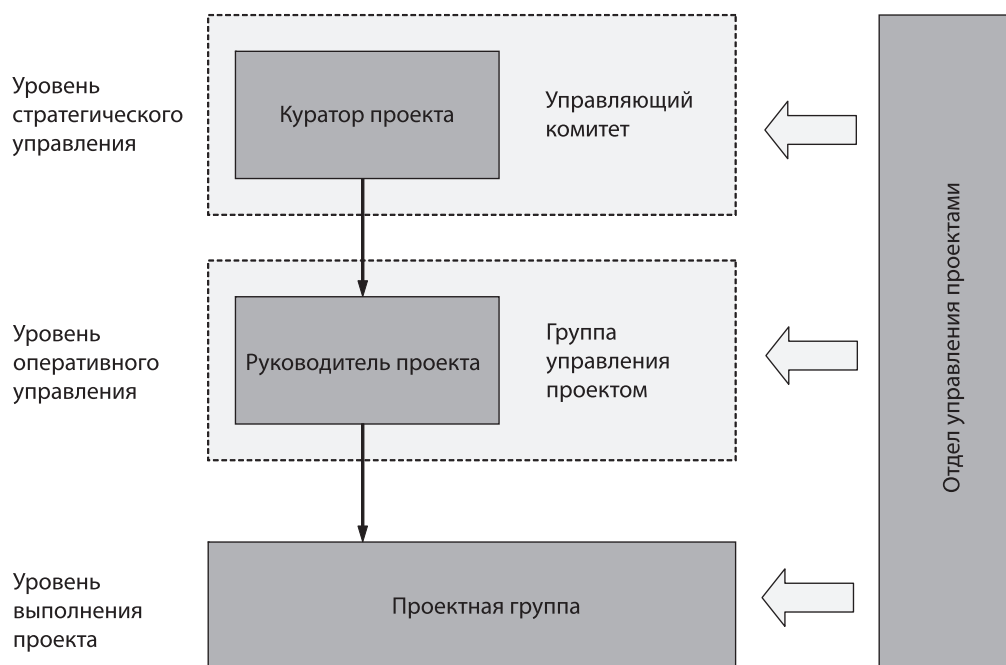 Уровень
стратегического
управления
Куратор проекта
Управляющий
комитет
Уровень
оперативного
управления
Руководитель проекта
Группа
управления
проектом
Уровень
выполнения
проекта
Проектная группа
Отдел управления проектами